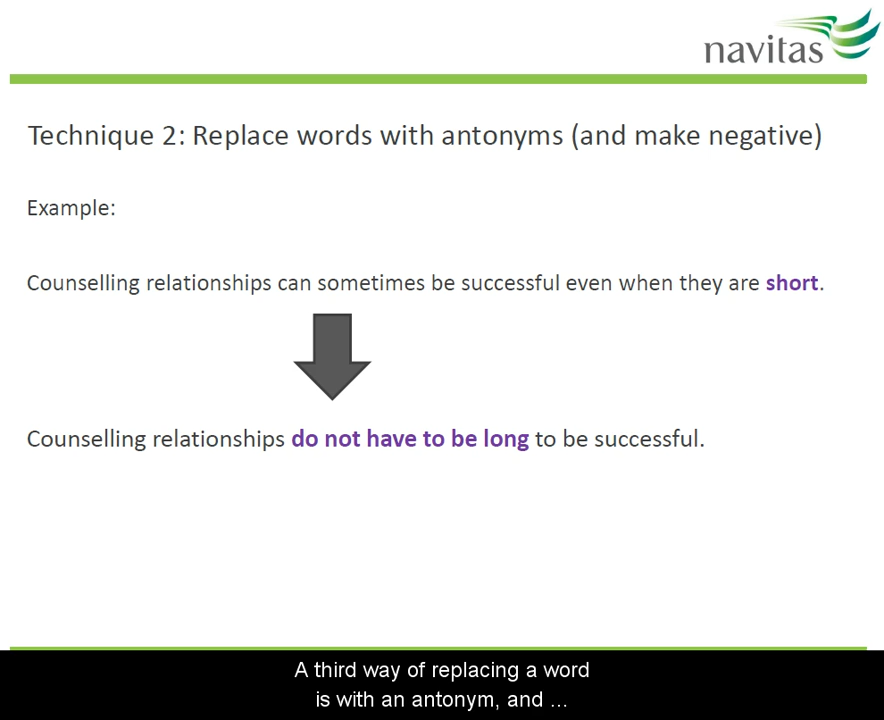 navitas
Technique 2: Replace words with antonyms (and make negative)
Example:
Counselling relationships can sometimes be successful even when they are short.
Counselling relationships do not have to be long to be successful.
A third way of replacing a word
is with an antonym, and ...